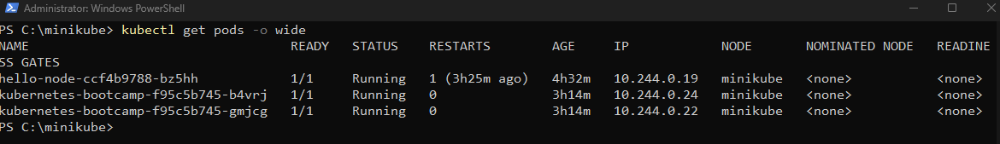 Administrator: Windows PowerShell
PS C:\minikube> kubectl get pods -o wide
NAME                                  READY   STATUS    RESTARTS        AGE     IP            NODE       NOMINATED NODE   READINE
SS GATES
hello-node-ccf4b9788-bz5hh            1/1     Running   1 (3h25m ago)   4h32m   10.244.0.19   minikube   <none>           <none>
kubernetes-bootcamp-f95c5b745-b4vrj   1/1     Running   0               3h14m   10.244.0.24   minikube   <none>           <none>
kubernetes-bootcamp-f95c5b745-gmjcg   1/1     Running   0               3h14m   10.244.0.22   minikube   <none>           <none>
PS C:\minikube>